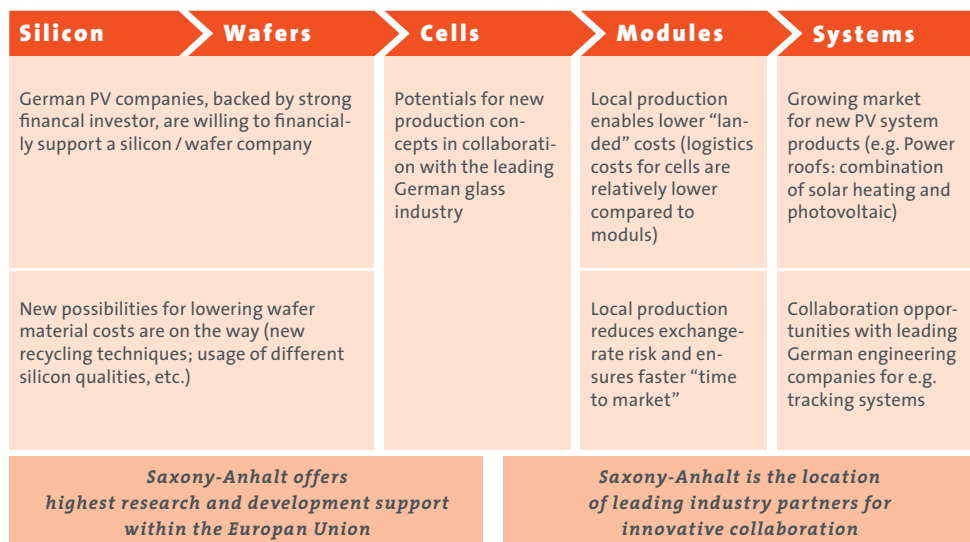 Silicon
Wafers
Cells
Modules
Systems
German PV companies, backed by strong
financal investor, are willing to financial-
ly support a silicon / wafer company
Potentials for new
production con-
cepts in collaborati-
on with the leading
German glass
industry
Local production
enables lower “lan-
ded” costs (logistics
costs for cells are
relatively lower
compared to
moduls)
Growing market
for new PV system
products (e.g. Power
roofs: combination
of solar heating and
photovoltaic)
New possibilities for lowering wafer
material costs are on the way (new
recycling techniques; usage of different
silicon qualities, etc.)
Local production
reduces exchange-
rate risk and en-
sures faster “time
to market”
Collaboration oppor-
tunities with leading
German engineering
companies for e.g.
tracking systems
Saxony-Anhalt offers
highest research and development support
within the Europan Union
Saxony-Anhalt is the location
of leading industry partners for
innovative collaboration